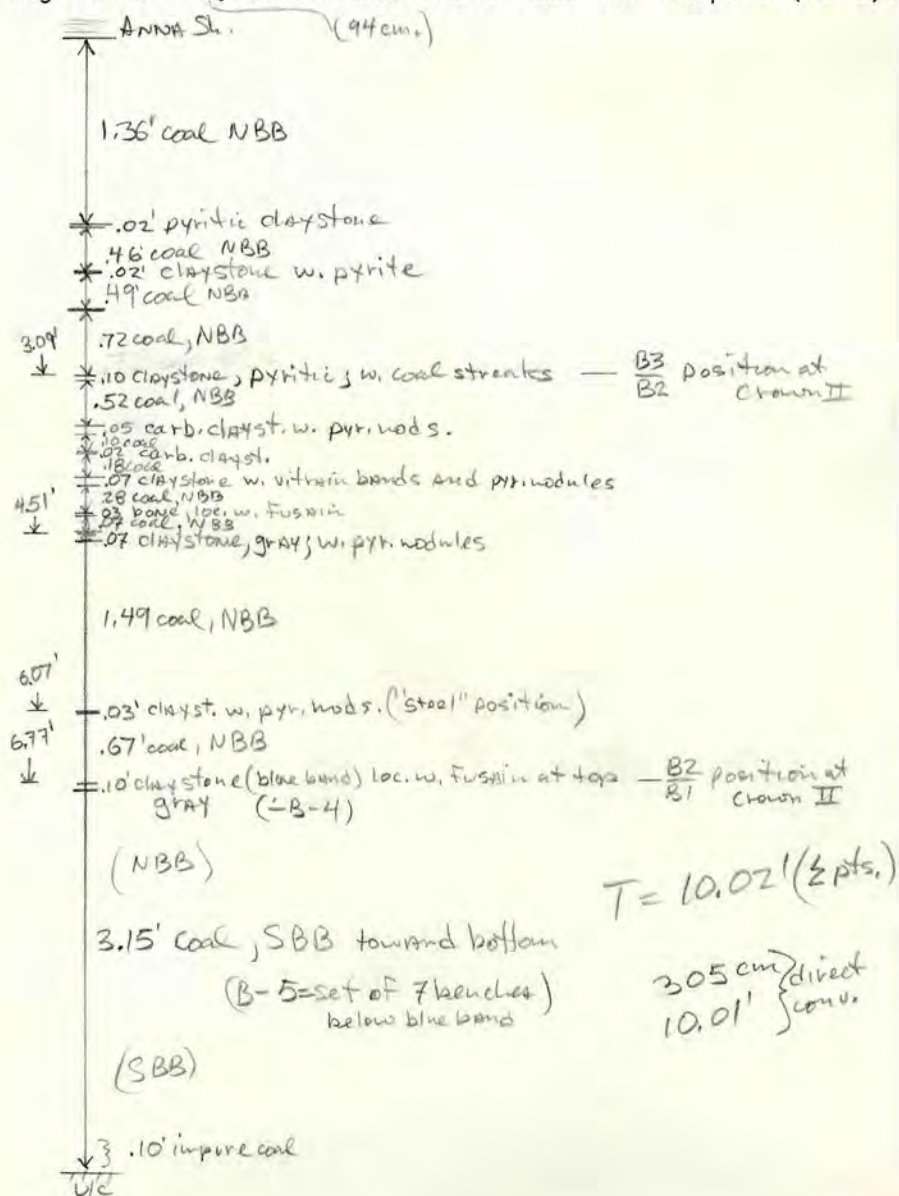 ANNA Sh. (94 cm.)
1.36' coal NBB
.02' pyritic claystone
.46' coal NBB
.02' claystone w. pyrite
.49' coal NBB
.72 coal, NBB
3.09'
.10 claystone, pyritic; w. coal streaks — B3/B2 position at
Crown II
.52 coal, NBB
.05 carb. clayst. w. pyr. nods.
.10 coal
.02 carb. clayst.
.18 coal
.07 claystone w. vitrain bands and pyr. nodules
.28 coal, NBB
4.51'
.03 bone, loc. w. Fusain
.07 coal, NBB
.07 claystone, gray; w. pyr. nodules
1.49 coal, NBB
6.07'
.03' clayst. w. pyr. nods. ("steel" position)
6.77'
.67' coal, NBB
.10' claystone (blue band) loc. w. Fusain at top — B2/B1 position at
gray (-B-4) Crown II
(NBB)
T = 10.02' (Σ pts.)
3.15' coal, SBB toward bottom
305 cm } direct
(B-5=set of 7 benches)
10.01' } conv.
below blue band
(SBB)
} .10' impure coal
U/C